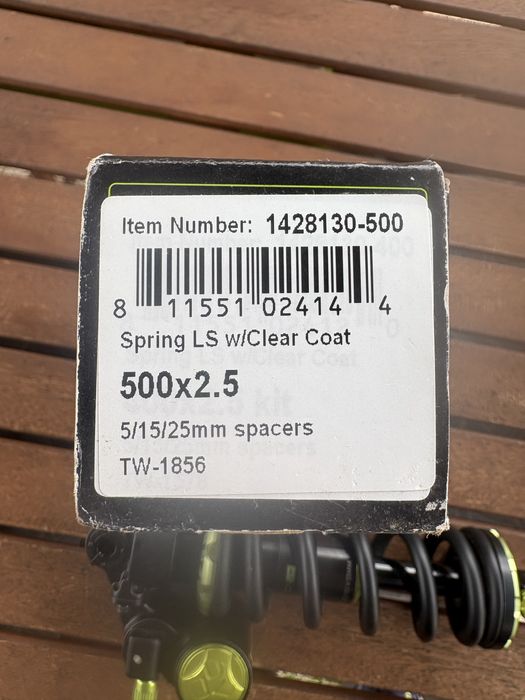 Item Number: 1428130-500
8 11551 02414 4
Spring LS w/Clear Coat
500x2.5
5/15/25mm spacers
TW-1856